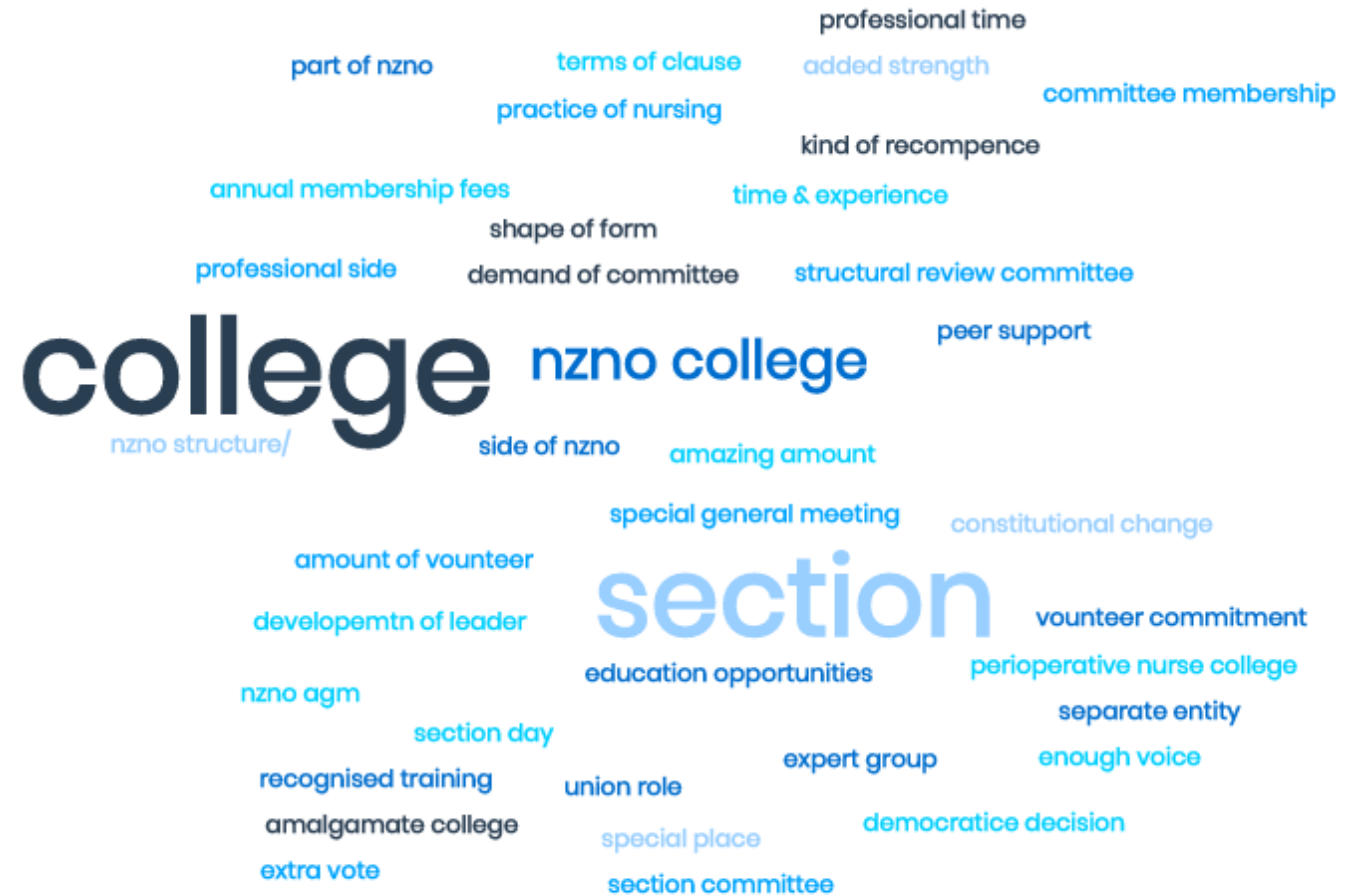 professional time
part of nzno
terms of clause
added strength
committee membership
practice of nursing
kind of recompence
annual membership fees
time & experience
shape of form
professional side
demand of committee
structural review committee
college
nzno college
peer support
nzno structure/
side of nzno
amazing amount
special general meeting
constitutional change
amount of vounteer
section
developemtn of leader
vounteer commitment
education opportunities
perioperative nurse college
nzno agm
separate entity
section day
expert group
enough voice
recognised training
union role
amalgamate college
special place
democratice decision
extra vote
section committee